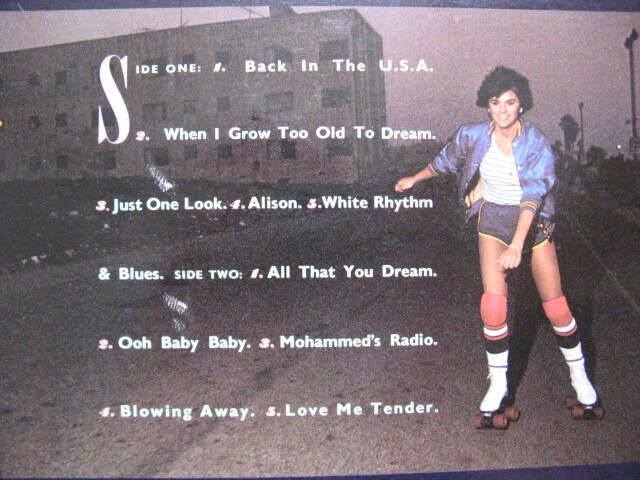 SIDE ONE: 1. Back In The U.S.A.
2. When I Grow Too Old To Dream.
3. Just One Look. 4. Alison. 5. White Rhythm
& Blues. SIDE TWO: 1. All That You Dream.
2. Ooh Baby Baby. 3. Mohammed's Radio.
4. Blowing Away. 5. Love Me Tender.